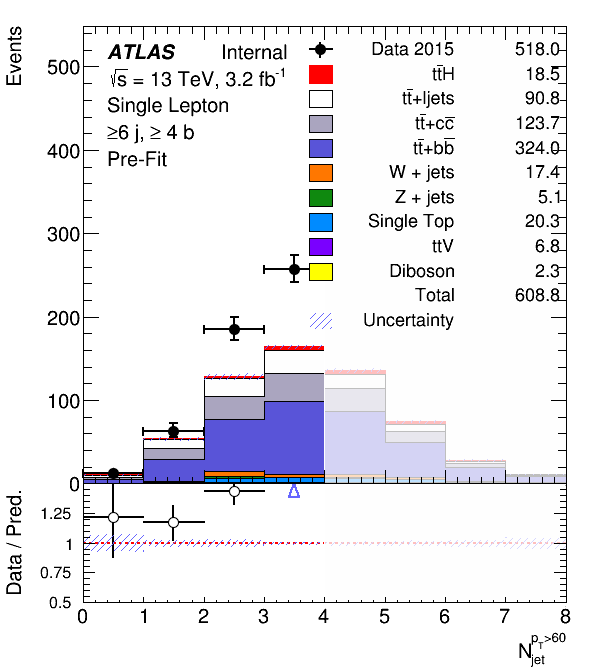 Events
ATLAS Internal
√s = 13 TeV, 3.2 fb⁻¹
Single Lepton
≥6 j, ≥ 4 b
Pre-Fit
Data 2015 518.0
tt̄H 18.5
tt̄+ljets 90.8
tt̄+cc̄ 123.7
tt̄+bb̄ 324.0
W + jets 17.4
Z + jets 5.1
Single Top 20.3
ttV 6.8
Diboson 2.3
Total 608.8
Uncertainty
500
400
300
200
100
0
Data / Pred.
1.25
1
0.75
0.5
0 1 2 3 4 5 6 7 8
N_jet^{p_T>60}